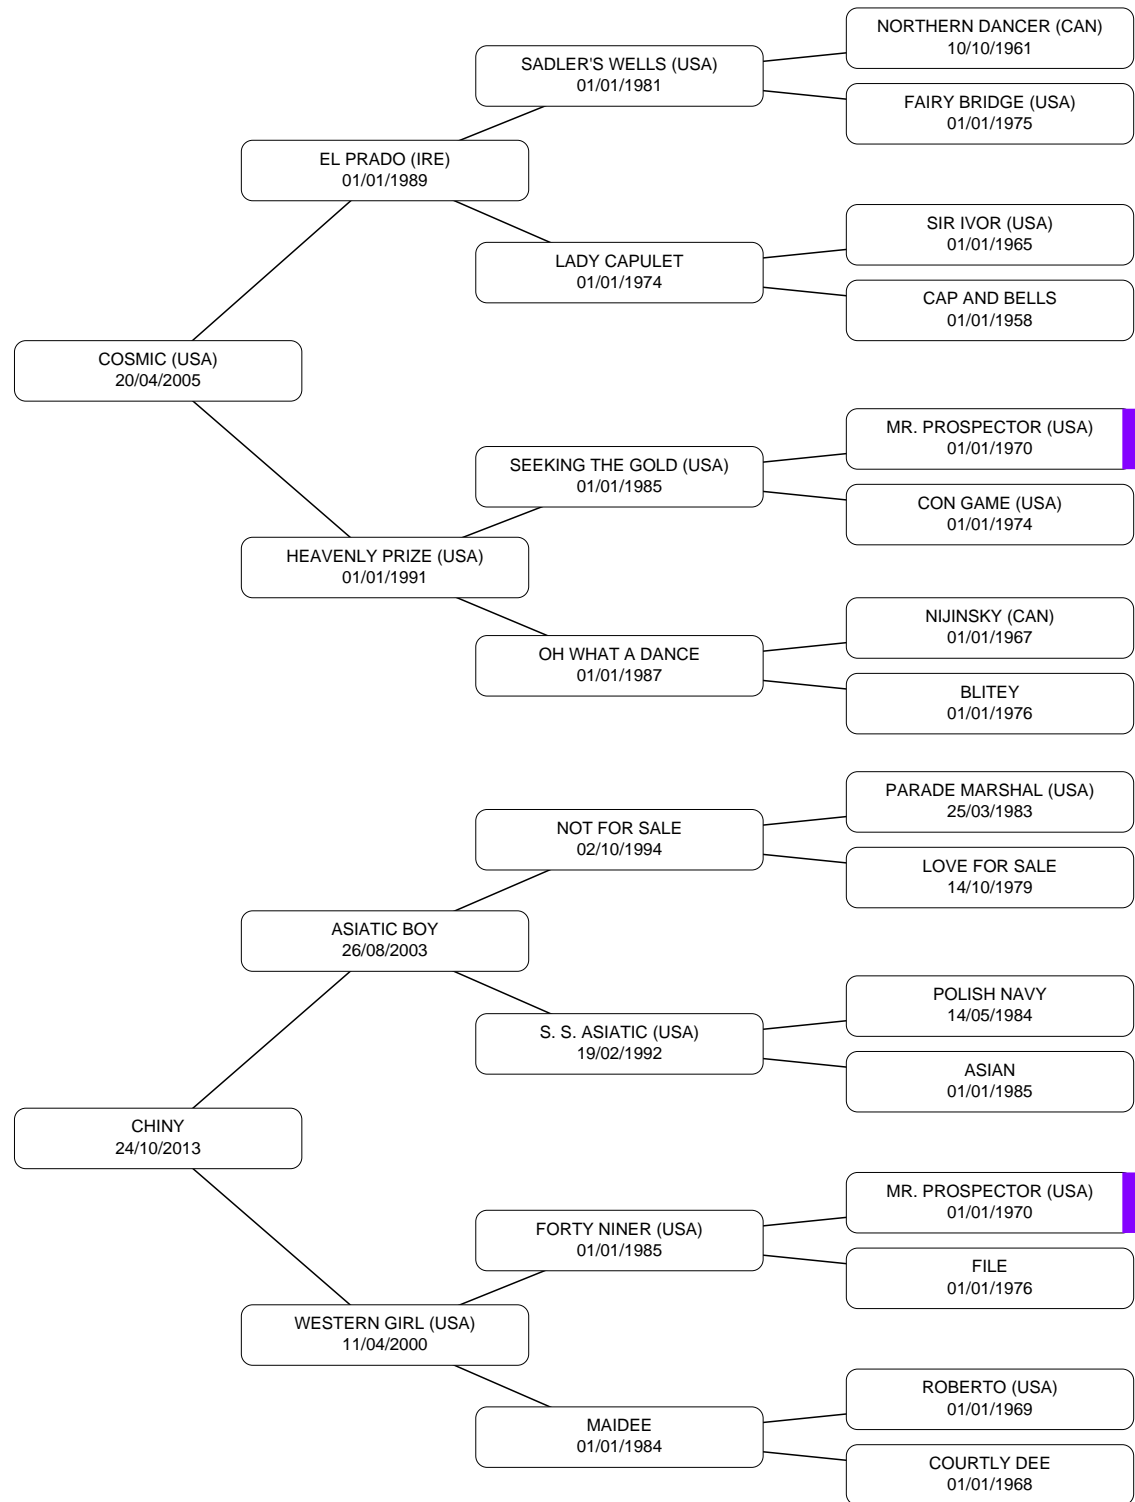 NORTHERN DANCER (CAN)
10/10/1961
SADLER'S WELLS (USA)
01/01/1981
FAIRY BRIDGE (USA)
01/01/1975
EL PRADO (IRE)
01/01/1989
SIR IVOR (USA)
01/01/1965
LADY CAPULET
01/01/1974
CAP AND BELLS
01/01/1958
COSMIC (USA)
20/04/2005
MR. PROSPECTOR (USA)
01/01/1970
SEEKING THE GOLD (USA)
01/01/1985
CON GAME (USA)
01/01/1974
HEAVENLY PRIZE (USA)
01/01/1991
NIJINSKY (CAN)
01/01/1967
OH WHAT A DANCE
01/01/1987
BLITEY
01/01/1976
PARADE MARSHAL (USA)
25/03/1983
NOT FOR SALE
02/10/1994
LOVE FOR SALE
14/10/1979
ASIATIC BOY
26/08/2003
POLISH NAVY
14/05/1984
S. S. ASIATIC (USA)
19/02/1992
ASIAN
01/01/1985
CHINY
24/10/2013
MR. PROSPECTOR (USA)
01/01/1970
FORTY NINER (USA)
01/01/1985
FILE
01/01/1976
WESTERN GIRL (USA)
11/04/2000
ROBERTO (USA)
01/01/1969
MAIDEE
01/01/1984
COURTLY DEE
01/01/1968